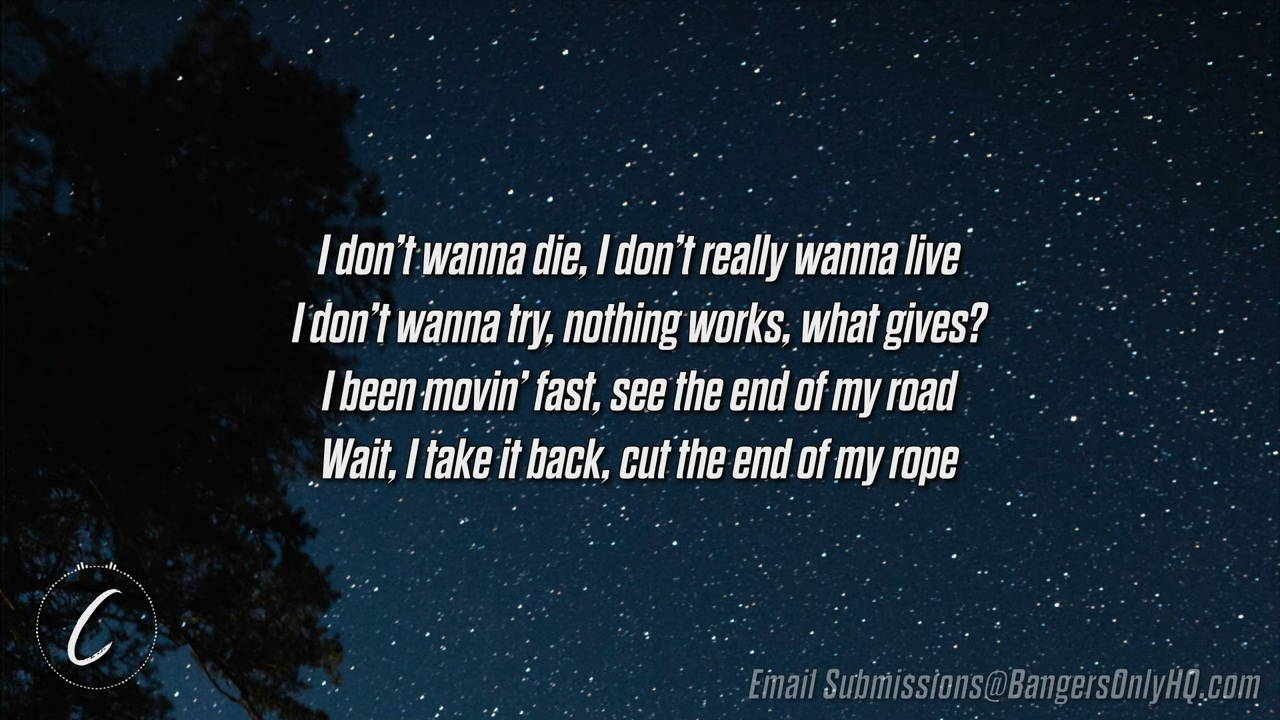 I don't wanna die, I don't really wanna live
I don't wanna try, nothing works, what gives?
I been movin' fast, see the end of my road
Wait, I take it back, cut the end of my rope
C
Email Submissions@BangersOnlyHQ.com